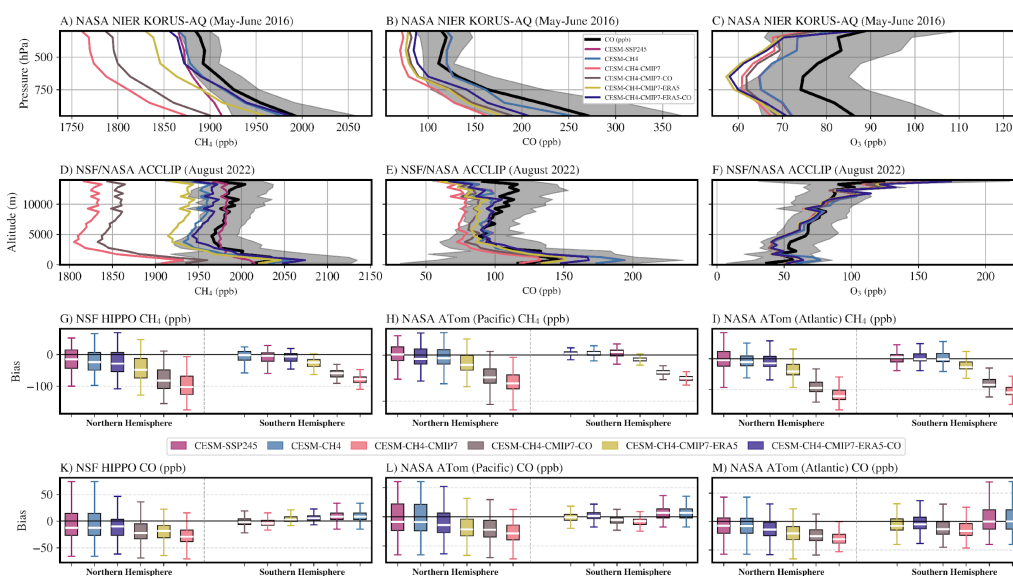 A) NASA NIER KORUS-AQ (May-June 2016)
B) NASA NIER KORUS-AQ (May-June 2016)
C) NASA NIER KORUS-AQ (May-June 2016)
Pressure (hPa)
500
750
CO (ppb)
CESM-SSP245
CESM-CH4
CESM-CH4-CMIP7
CESM-CH4-CMIP7-CO
CESM-CH4-CMIP7-ERA5
CESM-CH4-CMIP7-ERA5-CO
1750 1800 1850 1900 1950 2000 2050
100 150 200 250 300 350
60 70 80 90 100 110 120
CH₄ (ppb)
CO (ppb)
O₃ (ppb)
D) NSF/NASA ACCLIP (August 2022)
E) NSF/NASA ACCLIP (August 2022)
F) NSF/NASA ACCLIP (August 2022)
Altitude (m)
10000
5000
0
1800 1850 1900 1950 2000 2050 2100 2150
50 100 150 200
0 50 100 150 200
CH₄ (ppb)
CO (ppb)
O₃ (ppb)
G) NSF HIPPO CH₄ (ppb)
H) NASA ATom (Pacific) CH₄ (ppb)
I) NASA ATom (Atlantic) CH₄ (ppb)
Bias
0
−100
Northern Hemisphere Southern Hemisphere
Northern Hemisphere Southern Hemisphere
Northern Hemisphere Southern Hemisphere
CESM-SSP245 CESM-CH4 CESM-CH4-CMIP7 CESM-CH4-CMIP7-CO CESM-CH4-CMIP7-ERA5 CESM-CH4-CMIP7-ERA5-CO
K) NSF HIPPO CO (ppb)
L) NASA ATom (Pacific) CO (ppb)
M) NASA ATom (Atlantic) CO (ppb)
Bias
50
0
−50
Northern Hemisphere Southern Hemisphere
Northern Hemisphere Southern Hemisphere
Northern Hemisphere Southern Hemisphere